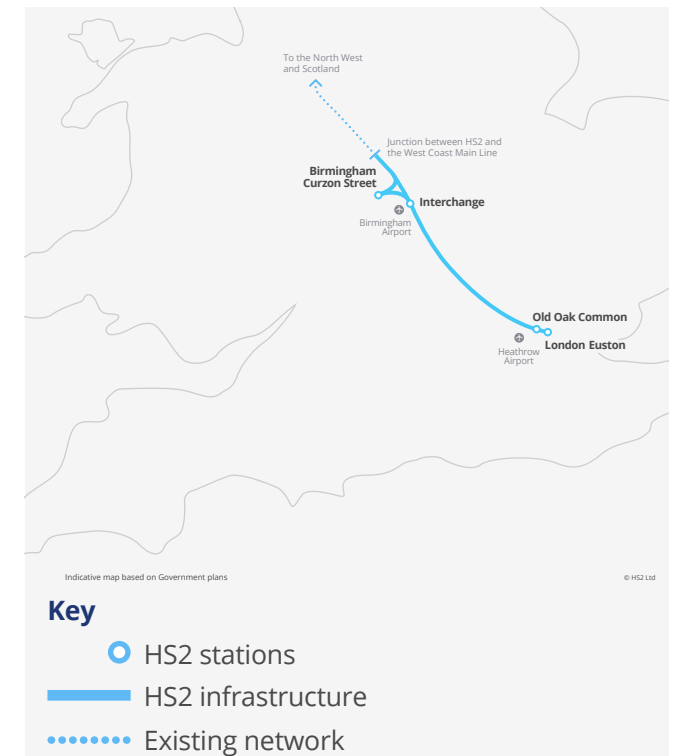 To the North West
and Scotland
Junction between HS2 and
the West Coast Main Line
Birmingham
Curzon Street
Interchange
Birmingham
Airport
Old Oak Common
London Euston
Heathrow
Airport
Indicative map based on Government plans
© HS2 Ltd
Key
HS2 stations
HS2 infrastructure
Existing network